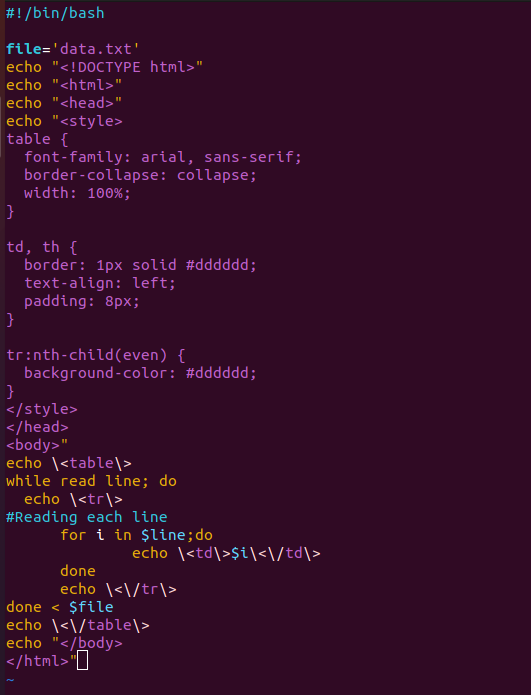 #!/bin/bash

file='data.txt'
echo "<!DOCTYPE html>"
echo "<html>"
echo "<head>"
echo "<style>
table {
  font-family: arial, sans-serif;
  border-collapse: collapse;
  width: 100%;
}

td, th {
  border: 1px solid #dddddd;
  text-align: left;
  padding: 8px;
}

tr:nth-child(even) {
  background-color: #dddddd;
}
</style>
</head>
<body>"
echo \<table\>
while read line; do
  echo \<tr\>
#Reading each line
      for i in $line;do
              echo \<td\>$i\<\/td\>
      done
      echo \<\/tr\>
done < $file
echo \<\/table\>
echo "</body>
</html>"
~